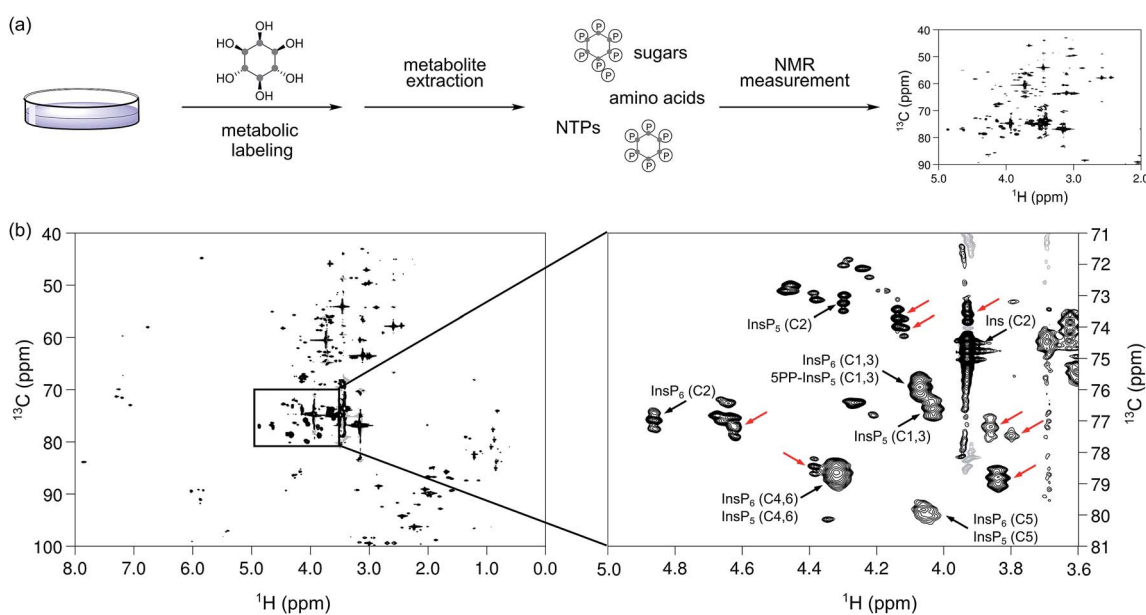 (a)
OH
OH
OH
HO
HO
OH
metabolic
labeling
metabolite
extraction
P
P
P
P
P
P
P
sugars
amino acids
NTPs
P
P
P
P
P
P
NMR
measurement
40
50
60
70
80
90
¹³C (ppm)
5.0 4.0 3.0 2.0
¹H (ppm)
(b)
40
50
60
70
80
90
100
¹³C (ppm)
8.0 7.0 6.0 5.0 4.0 3.0 2.0 1.0 0.0
¹H (ppm)
InsP₅ (C2)
Ins (C2)
InsP₆ (C1,3)
5PP-InsP₅ (C1,3)
InsP₆ (C2)
InsP₅ (C1,3)
InsP₆ (C4,6)
InsP₅ (C4,6)
InsP₆ (C5)
InsP₅ (C5)
71
72
73
74
75
76
77
78
79
80
81
¹³C (ppm)
5.0 4.8 4.6 4.4 4.2 4.0 3.8 3.6
¹H (ppm)